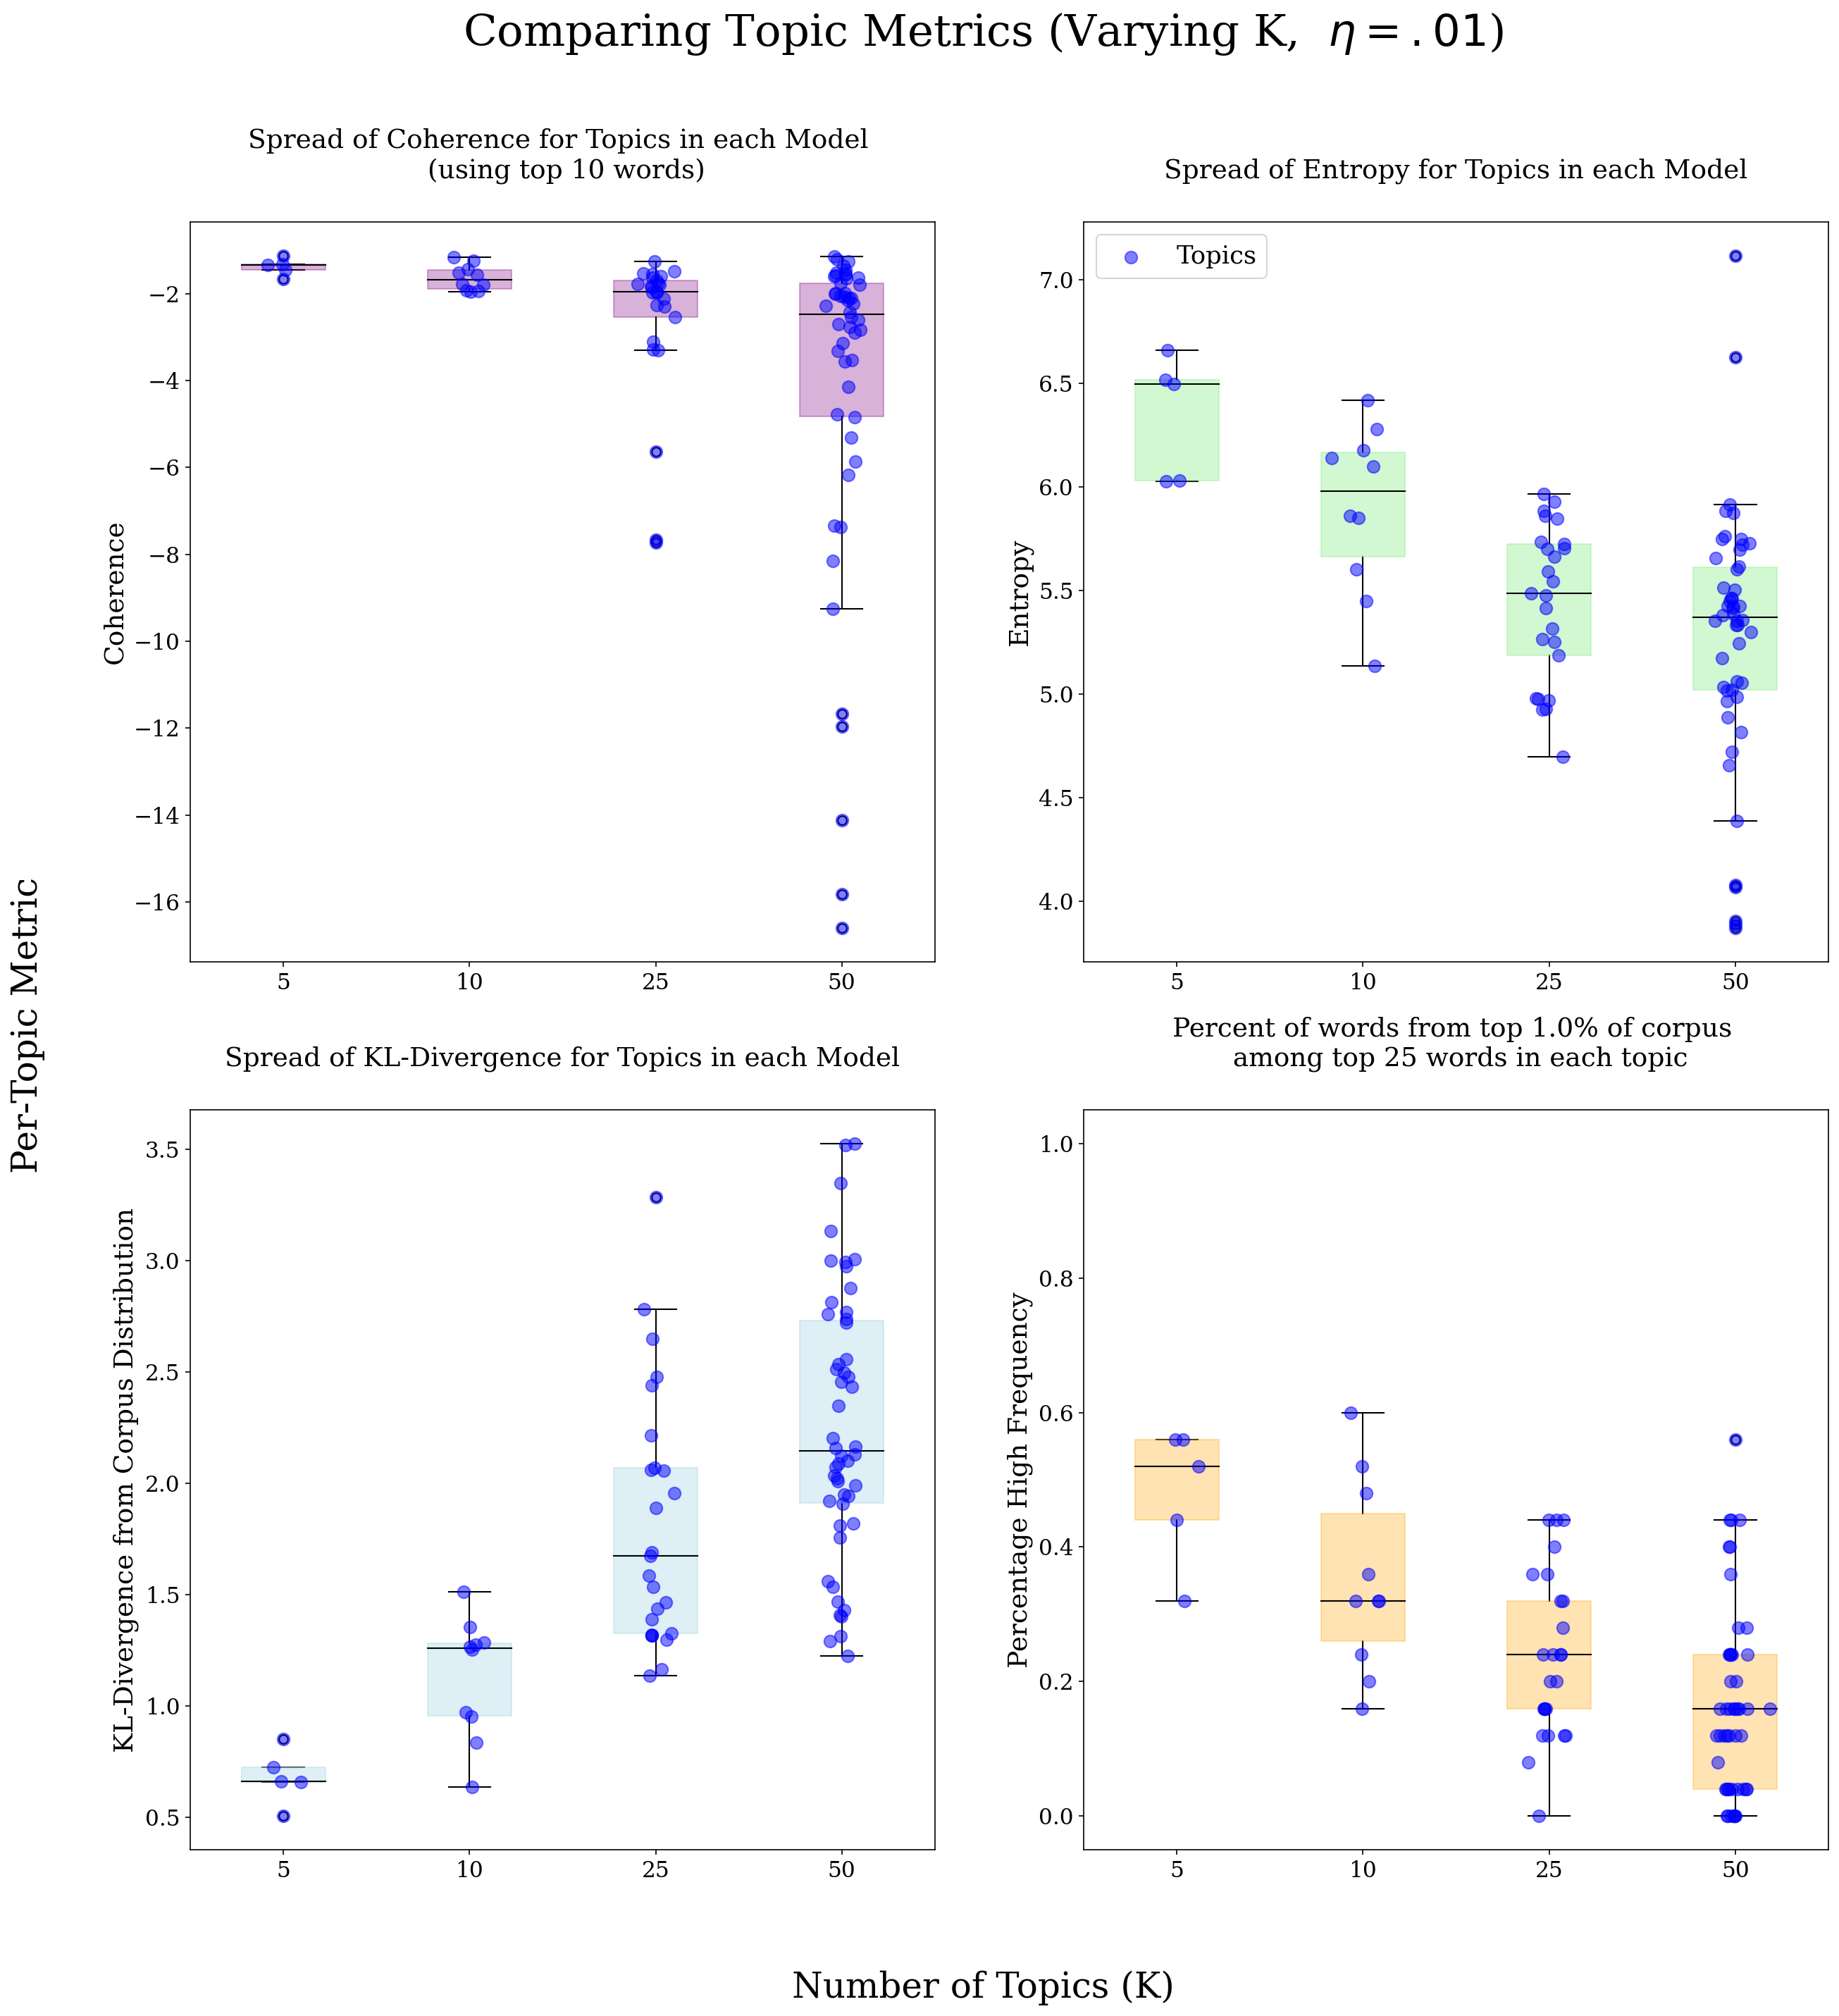 Comparing Topic Metrics (Varying K, η = .01)
Spread of Coherence for Topics in each Model
(using top 10 words)
Coherence
−2
−4
−6
−8
−10
−12
−14
−16
5 10 25 50
Spread of Entropy for Topics in each Model
Topics
Entropy
7.0
6.5
6.0
5.5
5.0
4.5
4.0
5 10 25 50
Per-Topic Metric
Spread of KL-Divergence for Topics in each Model
KL-Divergence from Corpus Distribution
3.5
3.0
2.5
2.0
1.5
1.0
0.5
5 10 25 50
Percent of words from top 1.0% of corpus
among top 25 words in each topic
Percentage High Frequency
1.0
0.8
0.6
0.4
0.2
0.0
5 10 25 50
Number of Topics (K)